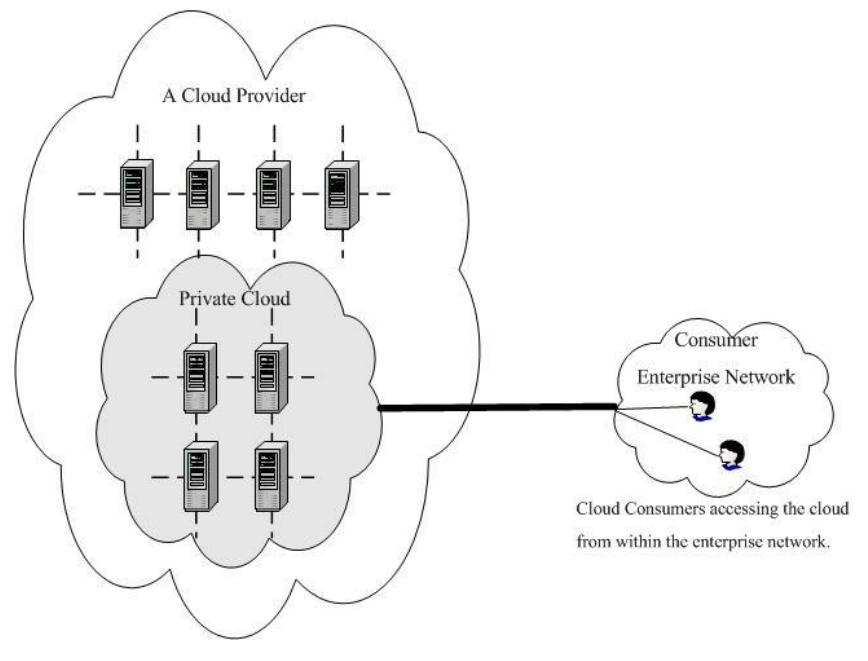 A Cloud Provider
Private Cloud
Consumer
Enterprise Network
Cloud Consumers accessing the cloud
from within the enterprise network.